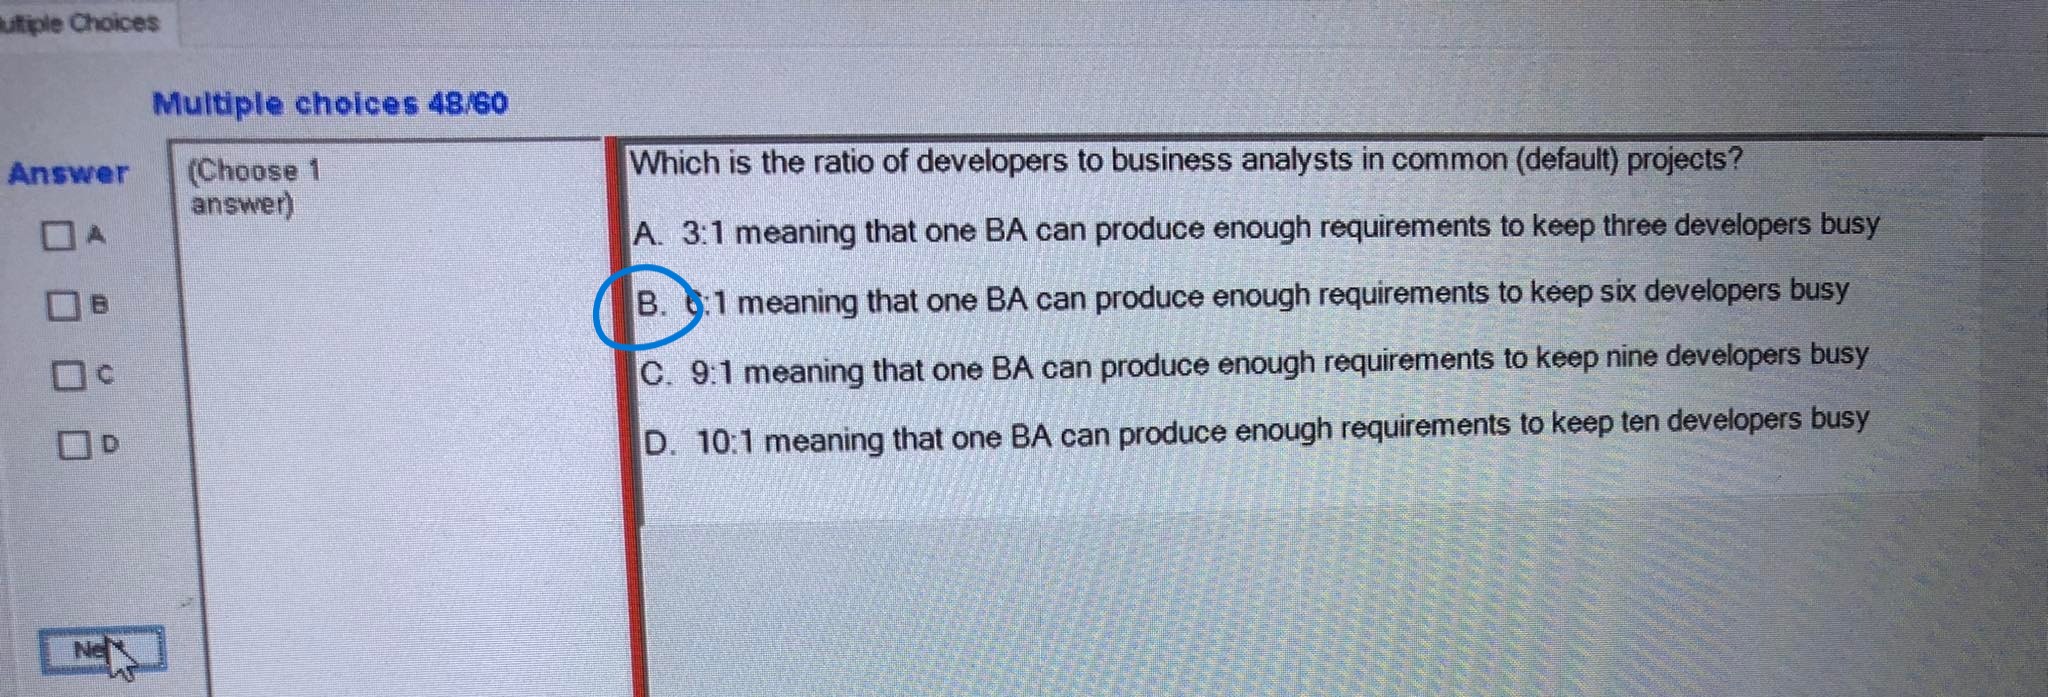 ultiple Choices
Multiple choices 48/60
Answer
(Choose 1
answer)
A
B
C
D
Which is the ratio of developers to business analysts in common (default) projects?
A. 3:1 meaning that one BA can produce enough requirements to keep three developers busy
B. 6:1 meaning that one BA can produce enough requirements to keep six developers busy
C. 9:1 meaning that one BA can produce enough requirements to keep nine developers busy
D. 10:1 meaning that one BA can produce enough requirements to keep ten developers busy